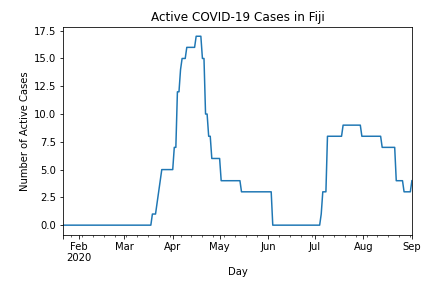 Active COVID-19 Cases in Fiji
Number of Active Cases
17.5
15.0
12.5
10.0
7.5
5.0
2.5
0.0
Feb Mar Apr May Jun Jul Aug Sep
2020
Day